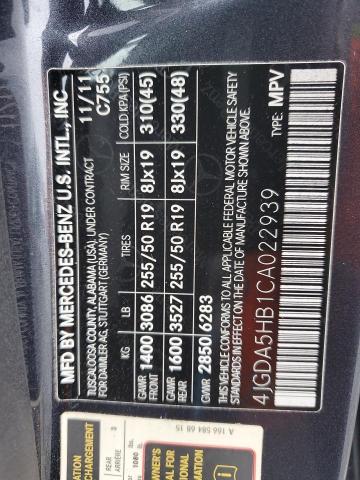 MFD BY MERCEDES-BENZ U.S. INTL., INC.
TUSCALOOSA COUNTY, ALABAMA (USA), UNDER CONTRACT
FOR DAIMLER AG, STUTTGART (GERMANY)
11/11
C755
KG LB TIRES RIM SIZE COLD KPA (PSI)
GAWR FRONT 1400 3086 255/50 R19 8Jx19 310(45)
GAWR REAR 1600 3527 255/50 R19 8Jx19 330(48)
GVWR 2850 6283
THIS VEHICLE CONFORMS TO ALL APPLICABLE FEDERAL MOTOR VEHICLE SAFETY
STANDARDS IN EFFECT ON THE DATE OF MANUFACTURE SHOWN ABOVE.
4JGDA5HB1CA022939 TYPE: MPV
A 166 584 68 15
REAR
ARRIÈRE
1080 lbs.